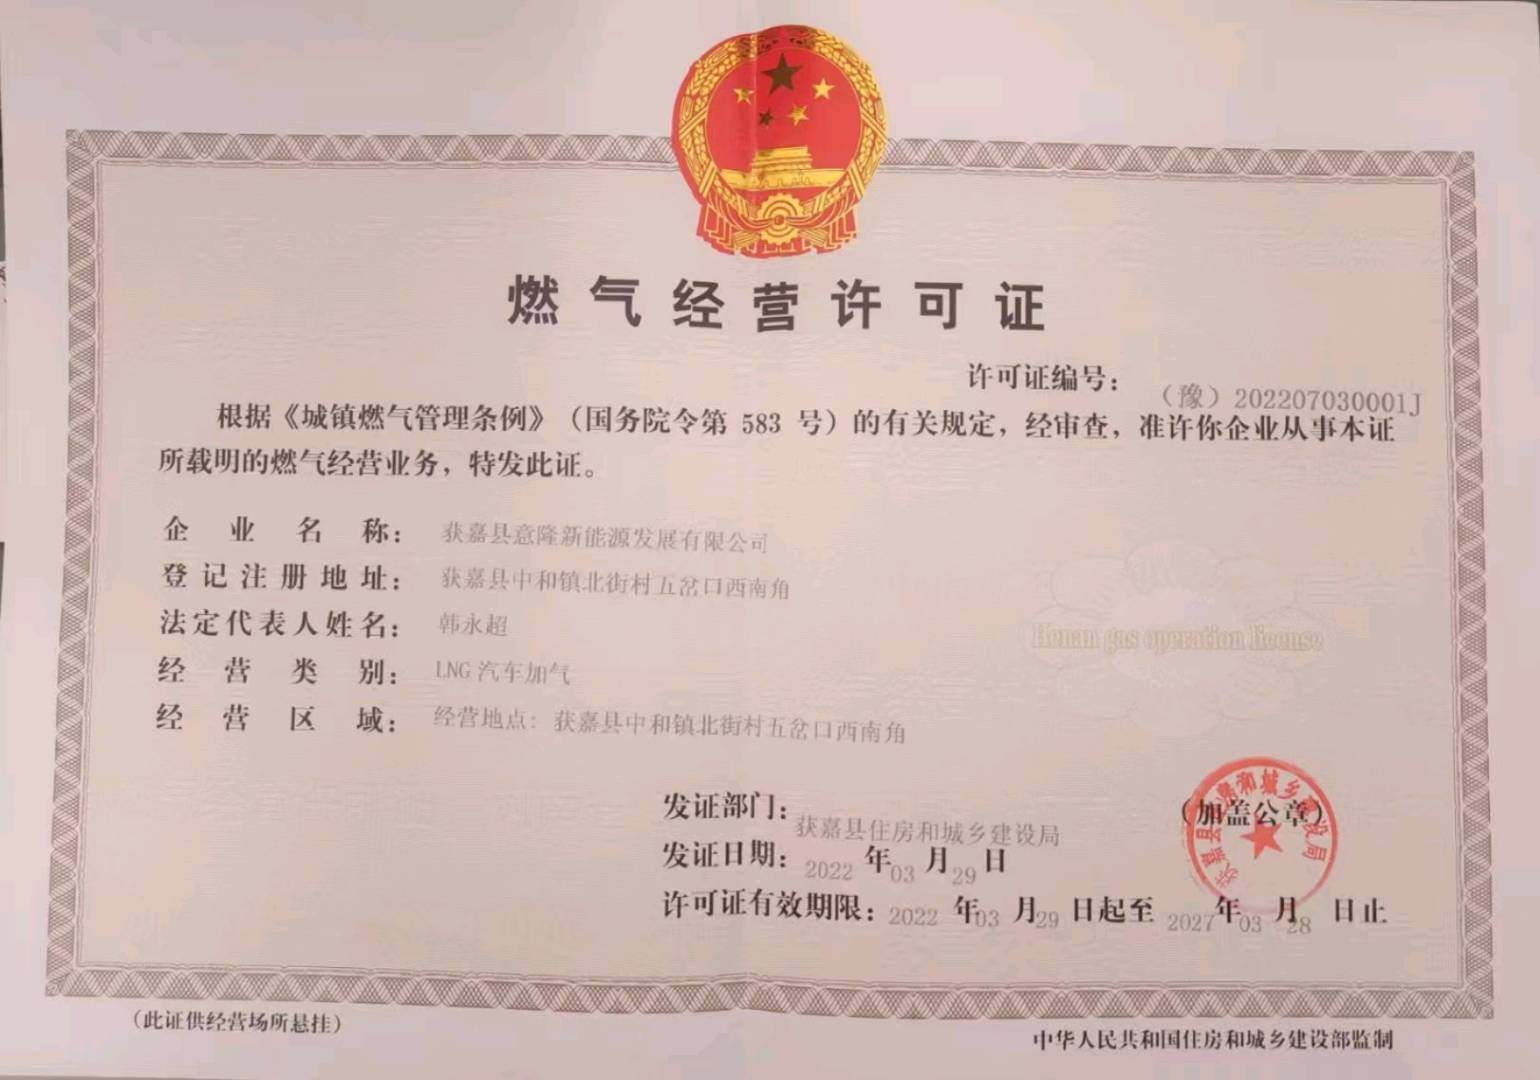 燃气经营许可证
许可证编号：（豫）202207030001J
根据《城镇燃气管理条例》（国务院令第 583 号）的有关规定，经审查，准许你企业从事本证
所载明的燃气经营业务，特发此证。
企业名称：获嘉县意隆新能源发展有限公司
登记注册地址：获嘉县中和镇北街村五岔口西南角
法定代表人姓名：韩永超
经营类别：LNG 汽车加气
Henan gas operation license
经营区域：经营地点：获嘉县中和镇北街村五岔口西南角
发证部门：获嘉县住房和城乡建设局（加盖公章）
获嘉县住房和城乡建设局
发证日期：2022 年 03 月 29 日
许可证有效期限：2022 年 03 月 29 日起至 2027 年 03 月 28 日止
（此证供经营场所悬挂）
中华人民共和国住房和城乡建设部监制